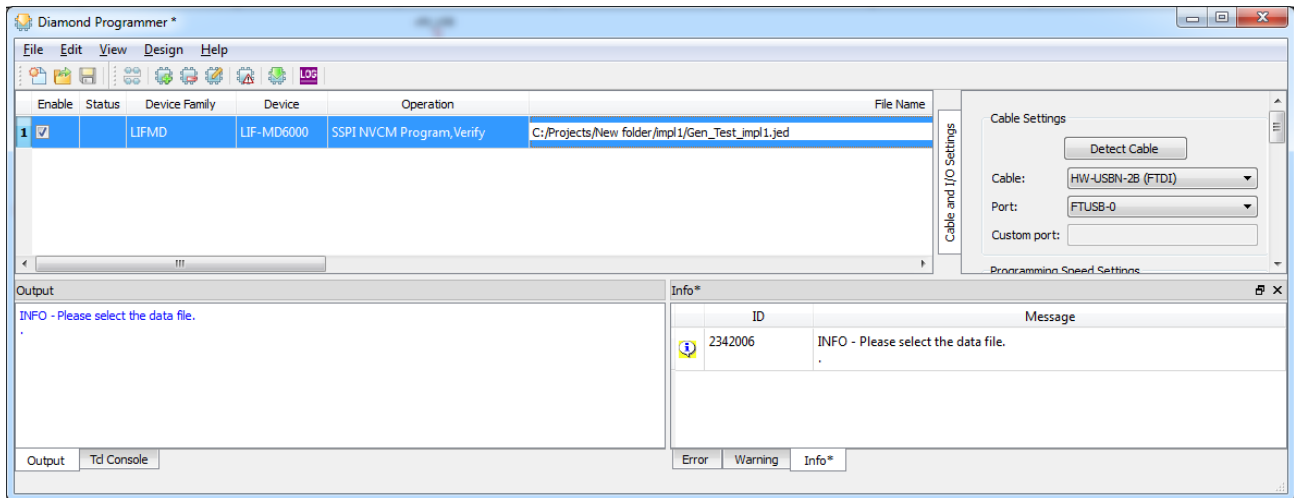 Diamond Programmer *
File Edit View Design Help
LOG
Enable Status Device Family Device Operation File Name
1 LIFMD LIF-MD6000 SSPI NVCM Program,Verify C:/Projects/New folder/impl1/Gen_Test_impl1.jed
Cable and I/O Settings
Cable Settings
Detect Cable
Cable: HW-USBN-2B (FTDI)
Port: FTUSB-0
Custom port:
Programming Speed Settings
Output
INFO - Please select the data file.
.
Output Tcl Console
Info*
ID Message
2342006 INFO - Please select the data file.
.
Error Warning Info*